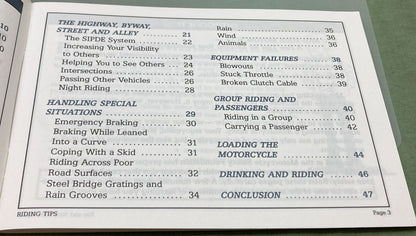 THE HIGHWAY, BYWAY,
STREET AND ALLEY .................... 21
The SIPDE System .................... 22
Increasing Your Visibility
to Others .................... 23
Helping You to See Others .... 24
Intersections .................... 26
Passing Other Vehicles .......... 26
Night Riding .................... 28
HANDLING SPECIAL
SITUATIONS .................... 29
Emergency Braking .............. 30
Braking While Leaned
Into a Curve .................... 31
Coping With a Skid .............. 31
Riding Across Poor
Road Surfaces .................... 32
Steel Bridge Gratings and
Rain Grooves .................... 34
Rain .................... 35
Wind .................... 36
Animals .................... 36
EQUIPMENT FAILURES ............ 38
Blowouts .................... 38
Stuck Throttle .................... 38
Broken Clutch Cable .............. 39
GROUP RIDING AND
PASSENGERS .................... 40
Riding in a Group ................ 40
Carrying a Passenger ............ 42
LOADING THE
MOTORCYCLE .................... 44
DRINKING AND RIDING .......... 46
CONCLUSION .................... 47
RIDING TIPS
Page 3